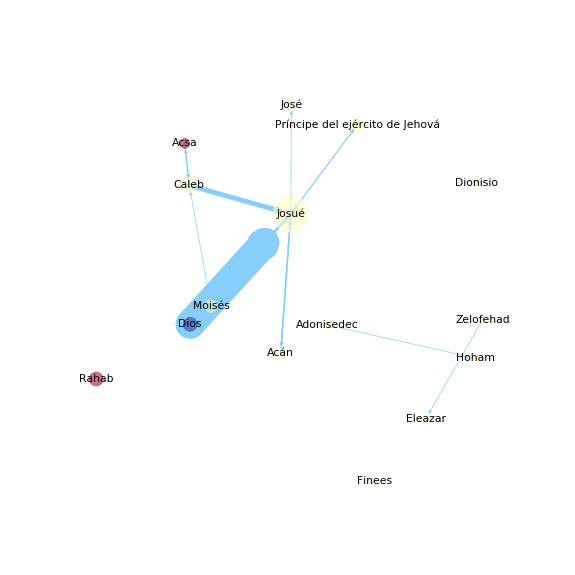 José
Príncipe del ejército de Jehová
Acsa
Caleb
Dionisio
Josué
Moisés
Dios
Adonisedec
Zelofehad
Acán
Hoham
Rahab
Eleazar
Finees